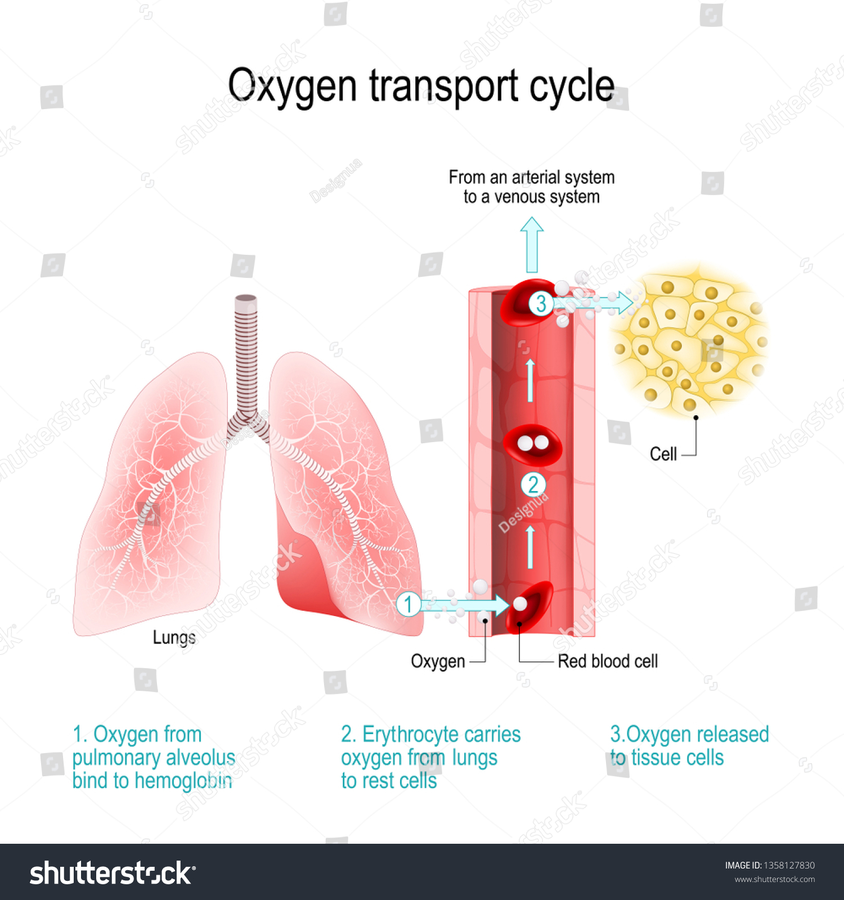 Oxygen transport cycle
From an arterial system
to a venous system
3
2
1
Cell
Lungs
Oxygen
Red blood cell
1. Oxygen from
pulmonary alveolus
bind to hemoglobin
2. Erythrocyte carries
oxygen from lungs
to rest cells
3.Oxygen released
to tissue cells
shutterstock
Designua
shutterstock
IMAGE ID: 1358127830
www.shutterstock.com